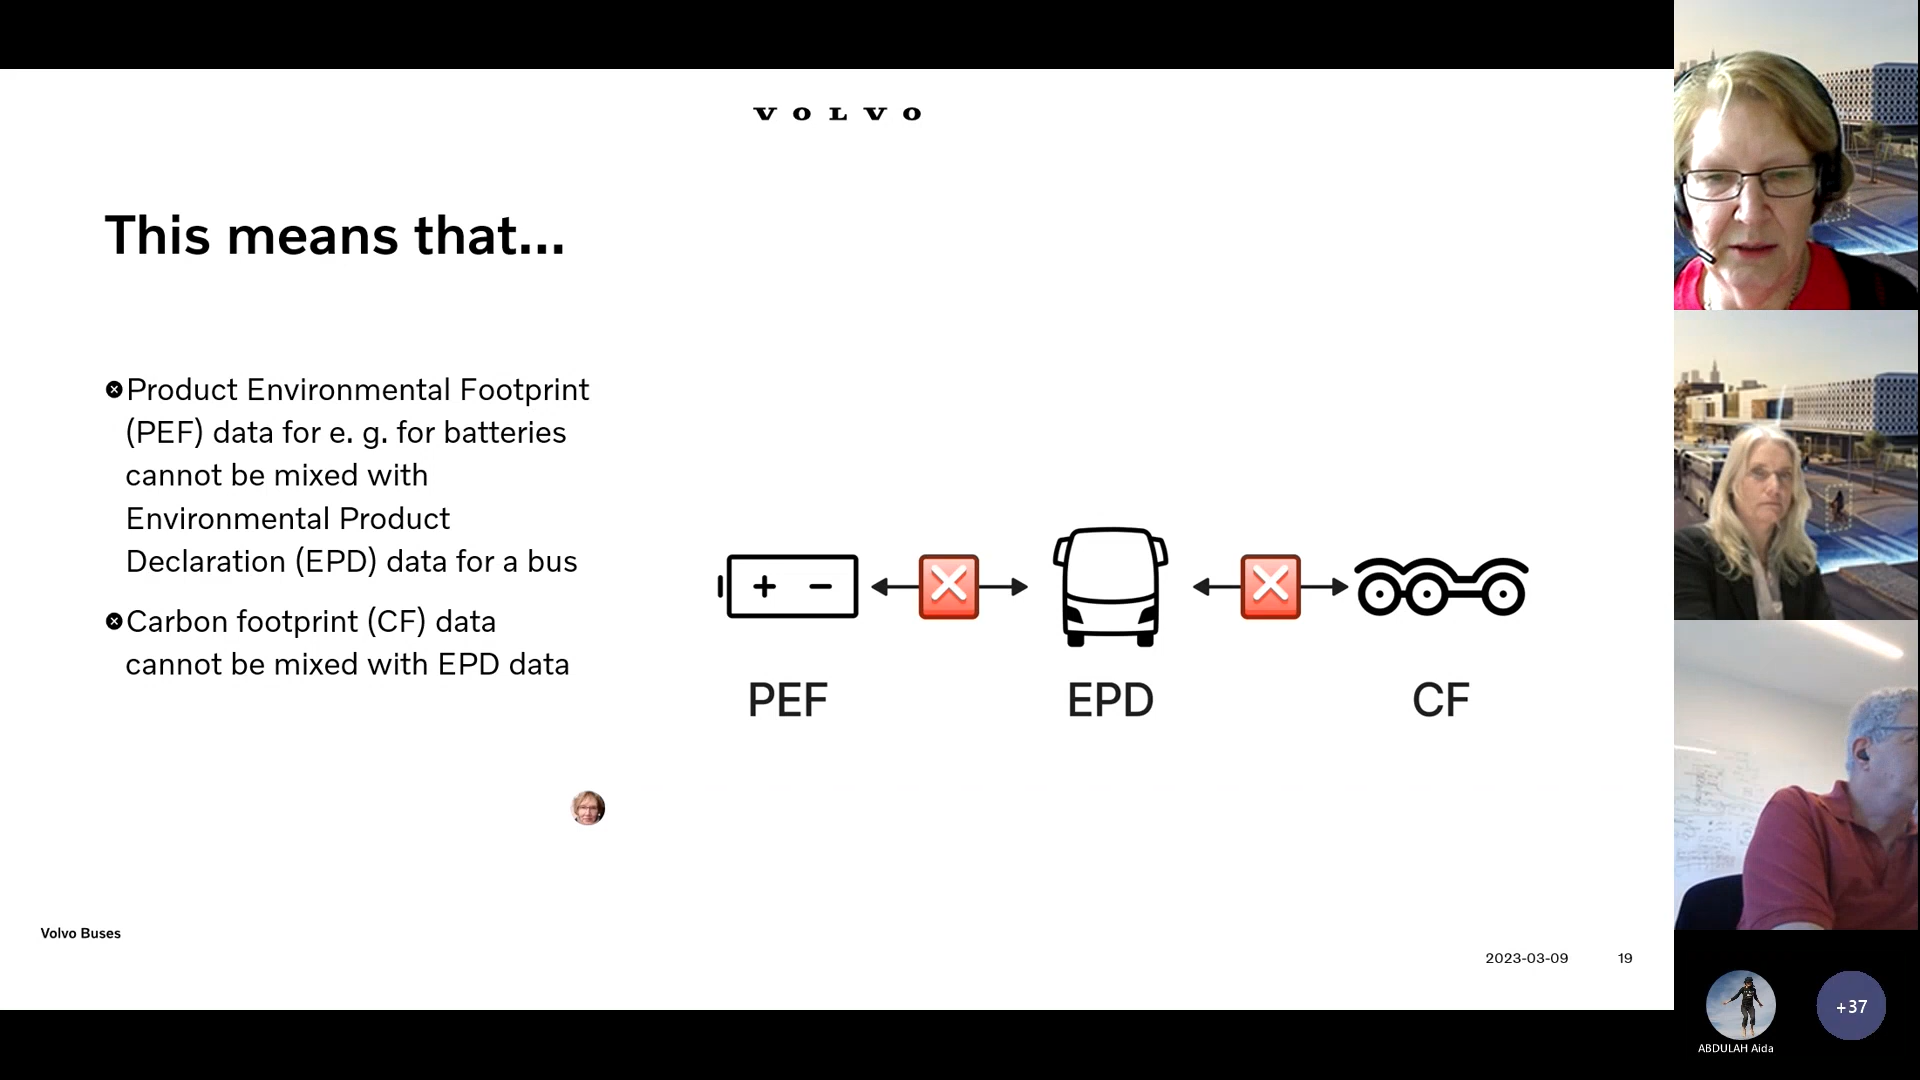 VOLVO
This means that...
Product Environmental Footprint
(PEF) data for e. g. for batteries
cannot be mixed with
Environmental Product
Declaration (EPD) data for a bus
Carbon footprint (CF) data
cannot be mixed with EPD data
+ −
PEF
EPD
CF
Volvo Buses
2023-03-09 19
+37
ABDULAH Aida